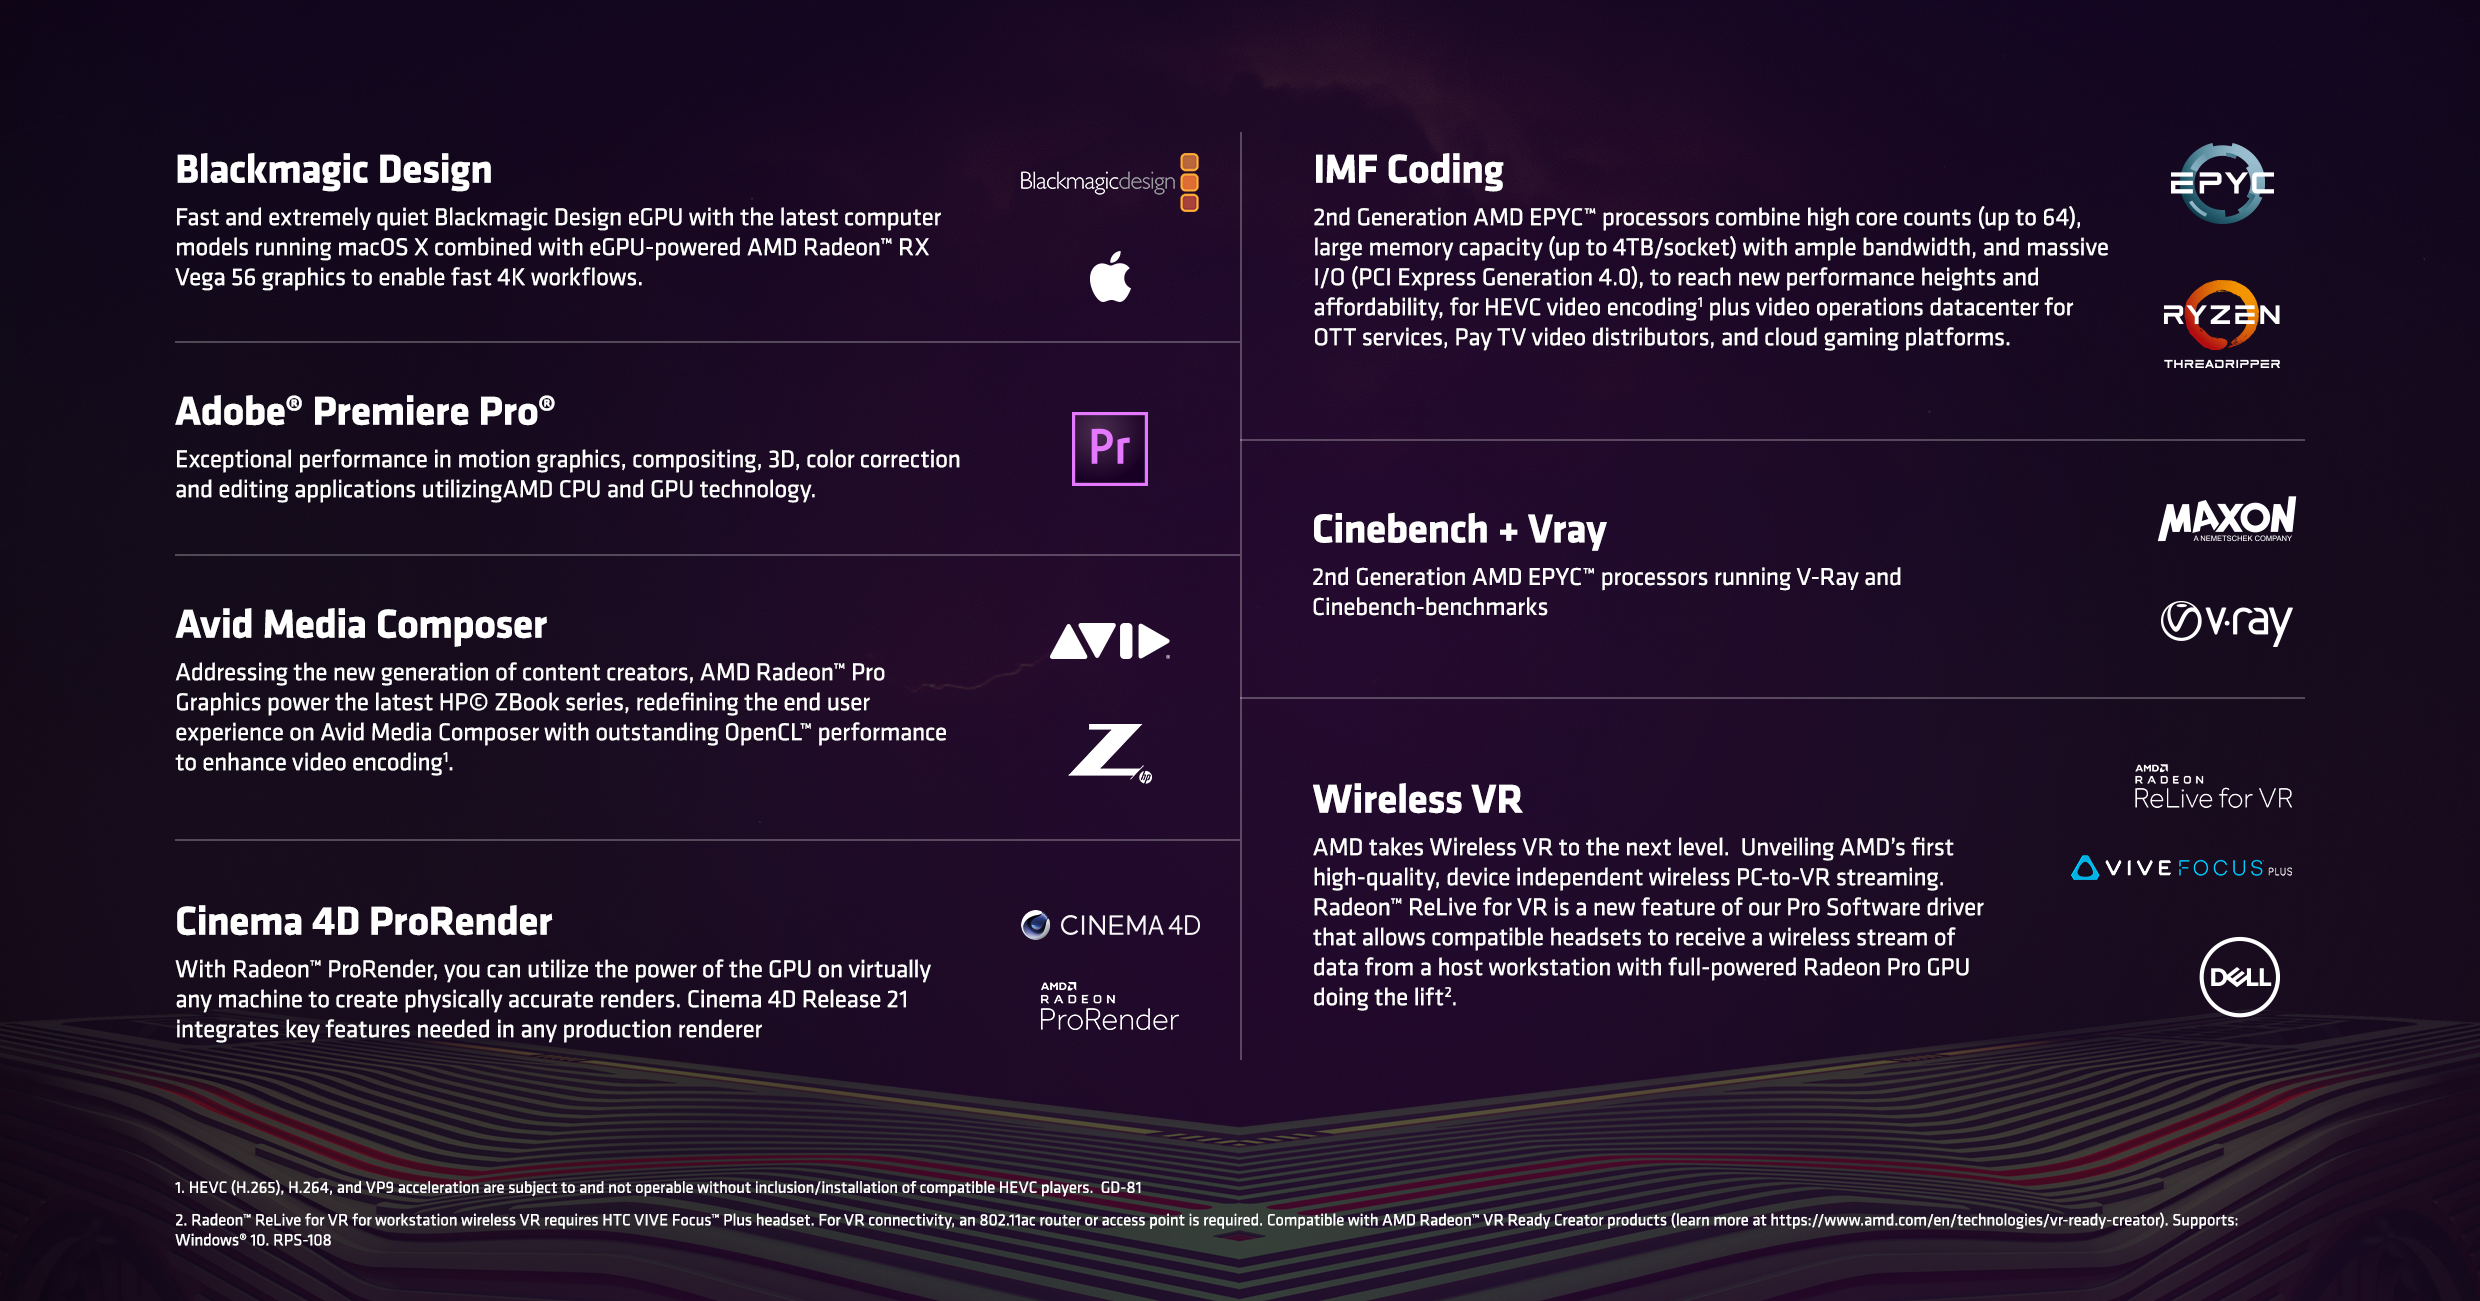 Blackmagic Design
Fast and extremely quiet Blackmagic Design eGPU with the latest computer
models running macOS X combined with eGPU-powered AMD Radeon™ RX
Vega 56 graphics to enable fast 4K workflows.
Blackmagicdesign
Adobe® Premiere Pro®
Exceptional performance in motion graphics, compositing, 3D, color correction
and editing applications utilizingAMD CPU and GPU technology.
Pr
Avid Media Composer
Addressing the new generation of content creators, AMD Radeon™ Pro
Graphics power the latest HP© ZBook series, redefining the end user
experience on Avid Media Composer with outstanding OpenCL™ performance
to enhance video encoding¹.
AVID
Z hp
Cinema 4D ProRender
With Radeon™ ProRender, you can utilize the power of the GPU on virtually
any machine to create physically accurate renders. Cinema 4D Release 21
integrates key features needed in any production renderer
CINEMA 4D
AMD
RADEON
ProRender
IMF Coding
2nd Generation AMD EPYC™ processors combine high core counts (up to 64),
large memory capacity (up to 4TB/socket) with ample bandwidth, and massive
I/O (PCI Express Generation 4.0), to reach new performance heights and
affordability, for HEVC video encoding¹ plus video operations datacenter for
OTT services, Pay TV video distributors, and cloud gaming platforms.
EPYC
RYZEN
THREADRIPPER
Cinebench + Vray
2nd Generation AMD EPYC™ processors running V-Ray and
Cinebench-benchmarks
MAXON
A NEMETSCHEK COMPANY
v·ray
Wireless VR
AMD takes Wireless VR to the next level.  Unveiling AMD's first
high-quality, device independent wireless PC-to-VR streaming.
Radeon™ ReLive for VR is a new feature of our Pro Software driver
that allows compatible headsets to receive a wireless stream of
data from a host workstation with full-powered Radeon Pro GPU
doing the lift².
AMD
RADEON
ReLive for VR
VIVE FOCUS PLUS
DELL
1. HEVC (H.265), H.264, and VP9 acceleration are subject to and not operable without inclusion/installation of compatible HEVC players.  GD-81
2. Radeon™ ReLive for VR for workstation wireless VR requires HTC VIVE Focus™ Plus headset. For VR connectivity, an 802.11ac router or access point is required. Compatible with AMD Radeon™ VR Ready Creator products (learn more at https://www.amd.com/en/technologies/vr-ready-creator). Supports:
Windows® 10. RPS-108